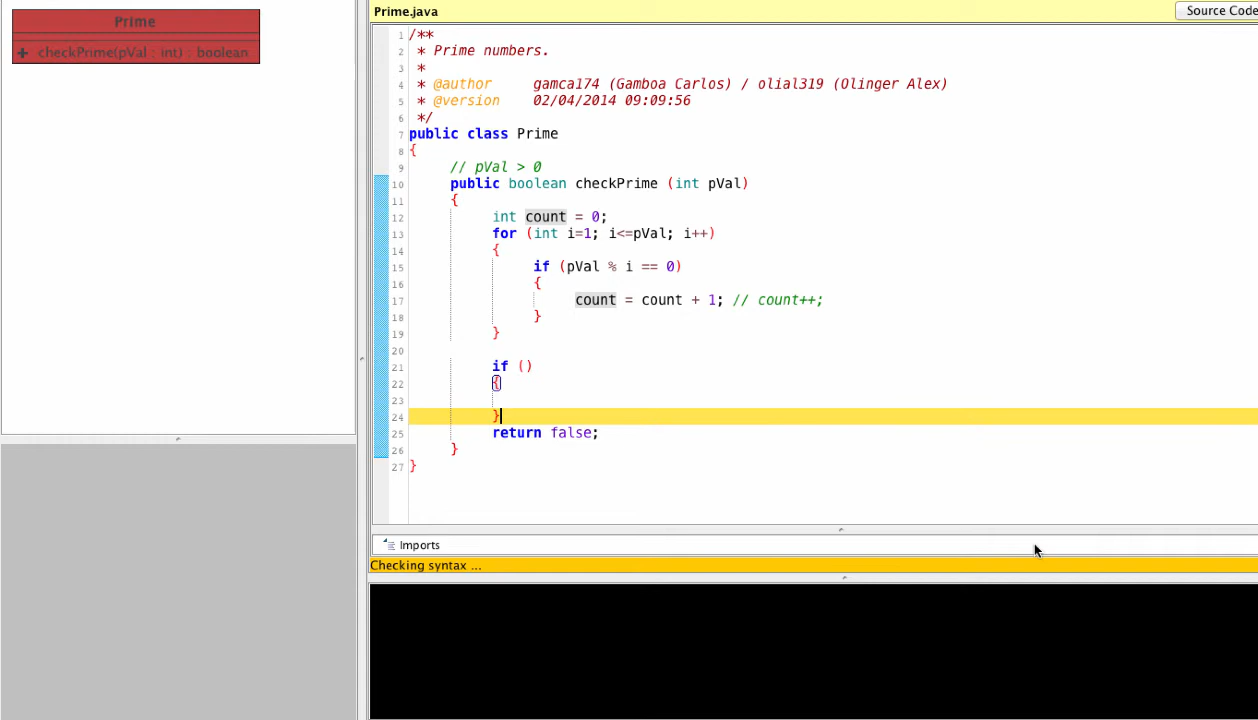 Prime
+ checkPrime(pVal : int) : boolean
Prime.java
Source Code
1 /**
2 * Prime numbers.
3 *
4 * @author gamca174 (Gamboa Carlos) / olial319 (Olinger Alex)
5 * @version 02/04/2014 09:09:56
6 */
7 public class Prime
8 {
9 // pVal > 0
10 public boolean checkPrime (int pVal)
11 {
12 int count = 0;
13 for (int i=1; i<=pVal; i++)
14 {
15 if (pVal % i == 0)
16 {
17 count = count + 1; // count++;
18 }
19 }
20
21 if ()
22 {
23
24 }
25 return false;
26 }
27 }
Imports
Checking syntax ...